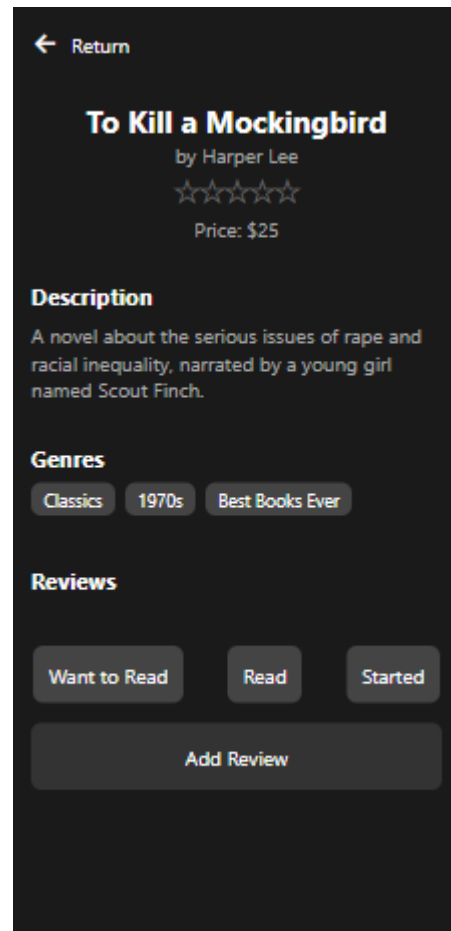 Return
To Kill a Mockingbird
by Harper Lee
Price: $25
Description
A novel about the serious issues of rape and
racial inequality, narrated by a young girl
named Scout Finch.
Genres
Classics 1970s Best Books Ever
Reviews
Want to Read Read Started
Add Review